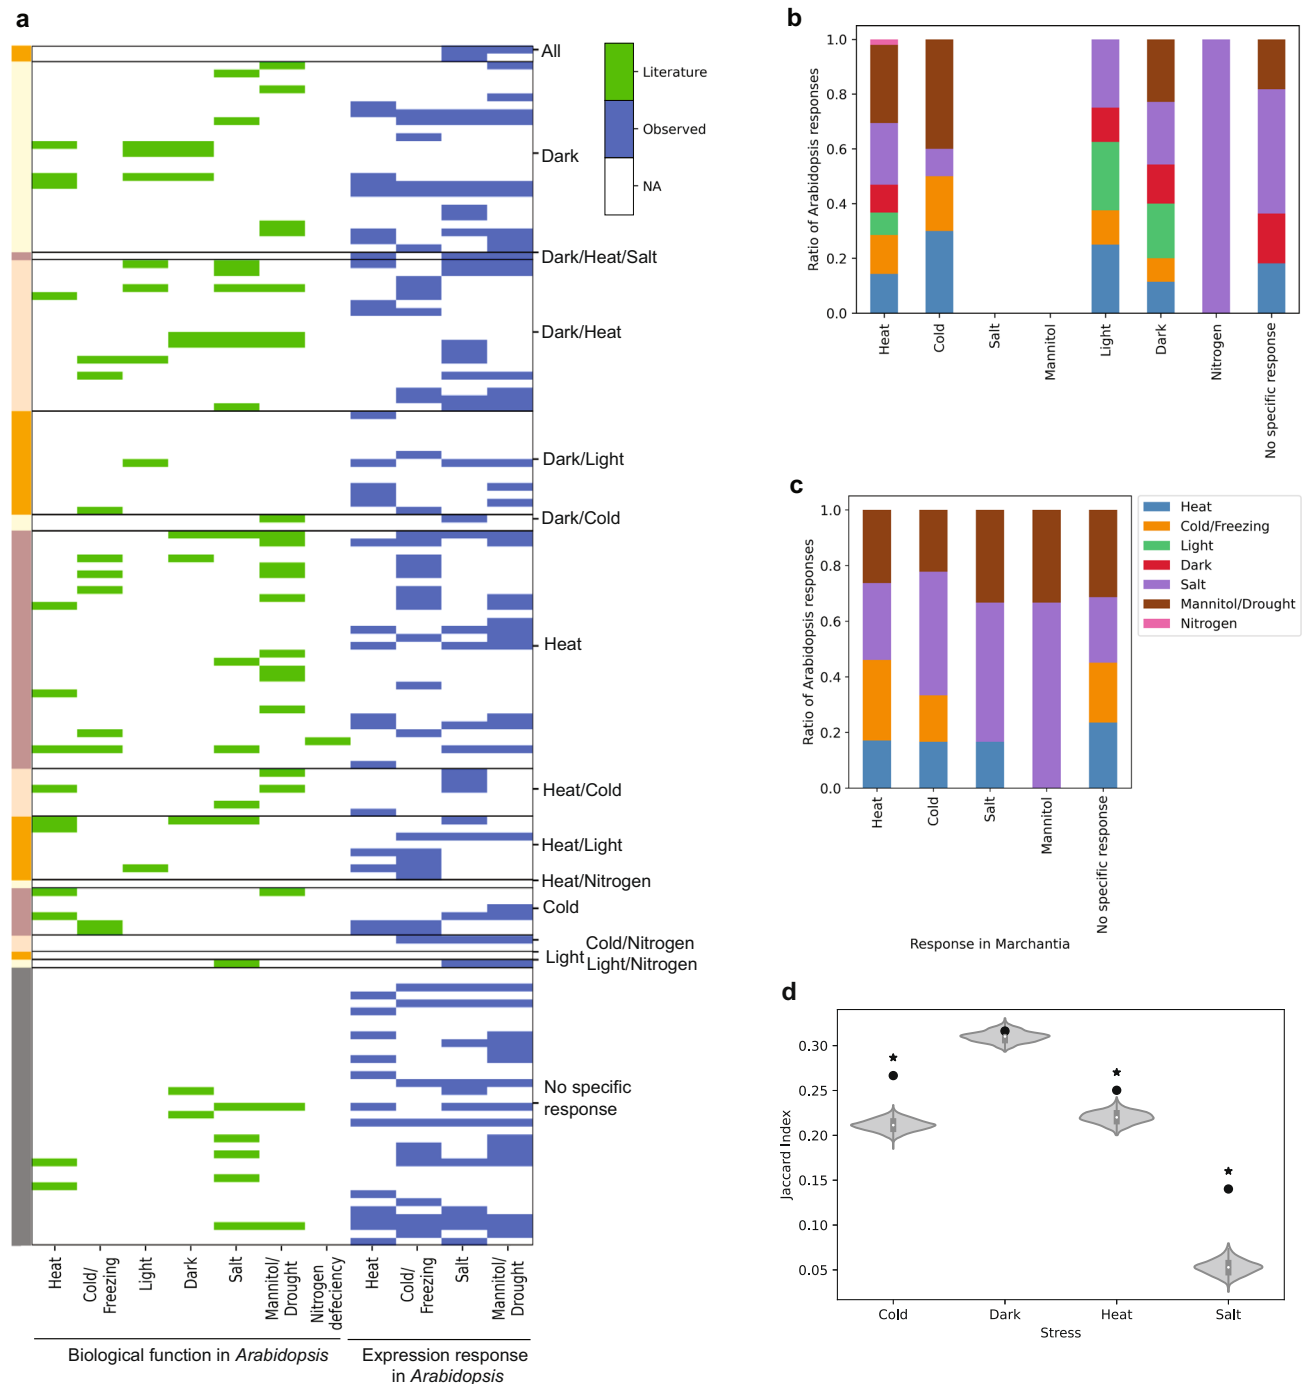 a
All
Dark
Dark/Heat/Salt
Dark/Heat
Dark/Light
Dark/Cold
Heat
Heat/Cold
Heat/Light
Heat/Nitrogen
Cold
Cold/Nitrogen
Light
Light/Nitrogen
No specific
response
Literature
Observed
NA
Heat
Cold/
Freezing
Light
Dark
Salt
Mannitol/
Drought
Nitrogen
defeciency
Heat
Cold/
Freezing
Salt
Mannitol/
Drought
Biological function in Arabidopsis
Expression response
in Arabidopsis
b
Ratio of Arabidopsis responses
1.0
0.8
0.6
0.4
0.2
0.0
Heat
Cold
Salt
Mannitol
Light
Dark
Nitrogen
No specific response
c
Ratio of Arabidopsis responses
1.0
0.8
0.6
0.4
0.2
0.0
Heat
Cold
Salt
Mannitol
No specific response
Response in Marchantia
Heat
Cold/Freezing
Light
Dark
Salt
Mannitol/Drought
Nitrogen
d
Jaccard Index
0.30
0.25
0.20
0.15
0.10
0.05
Cold
Dark
Heat
Salt
Stress